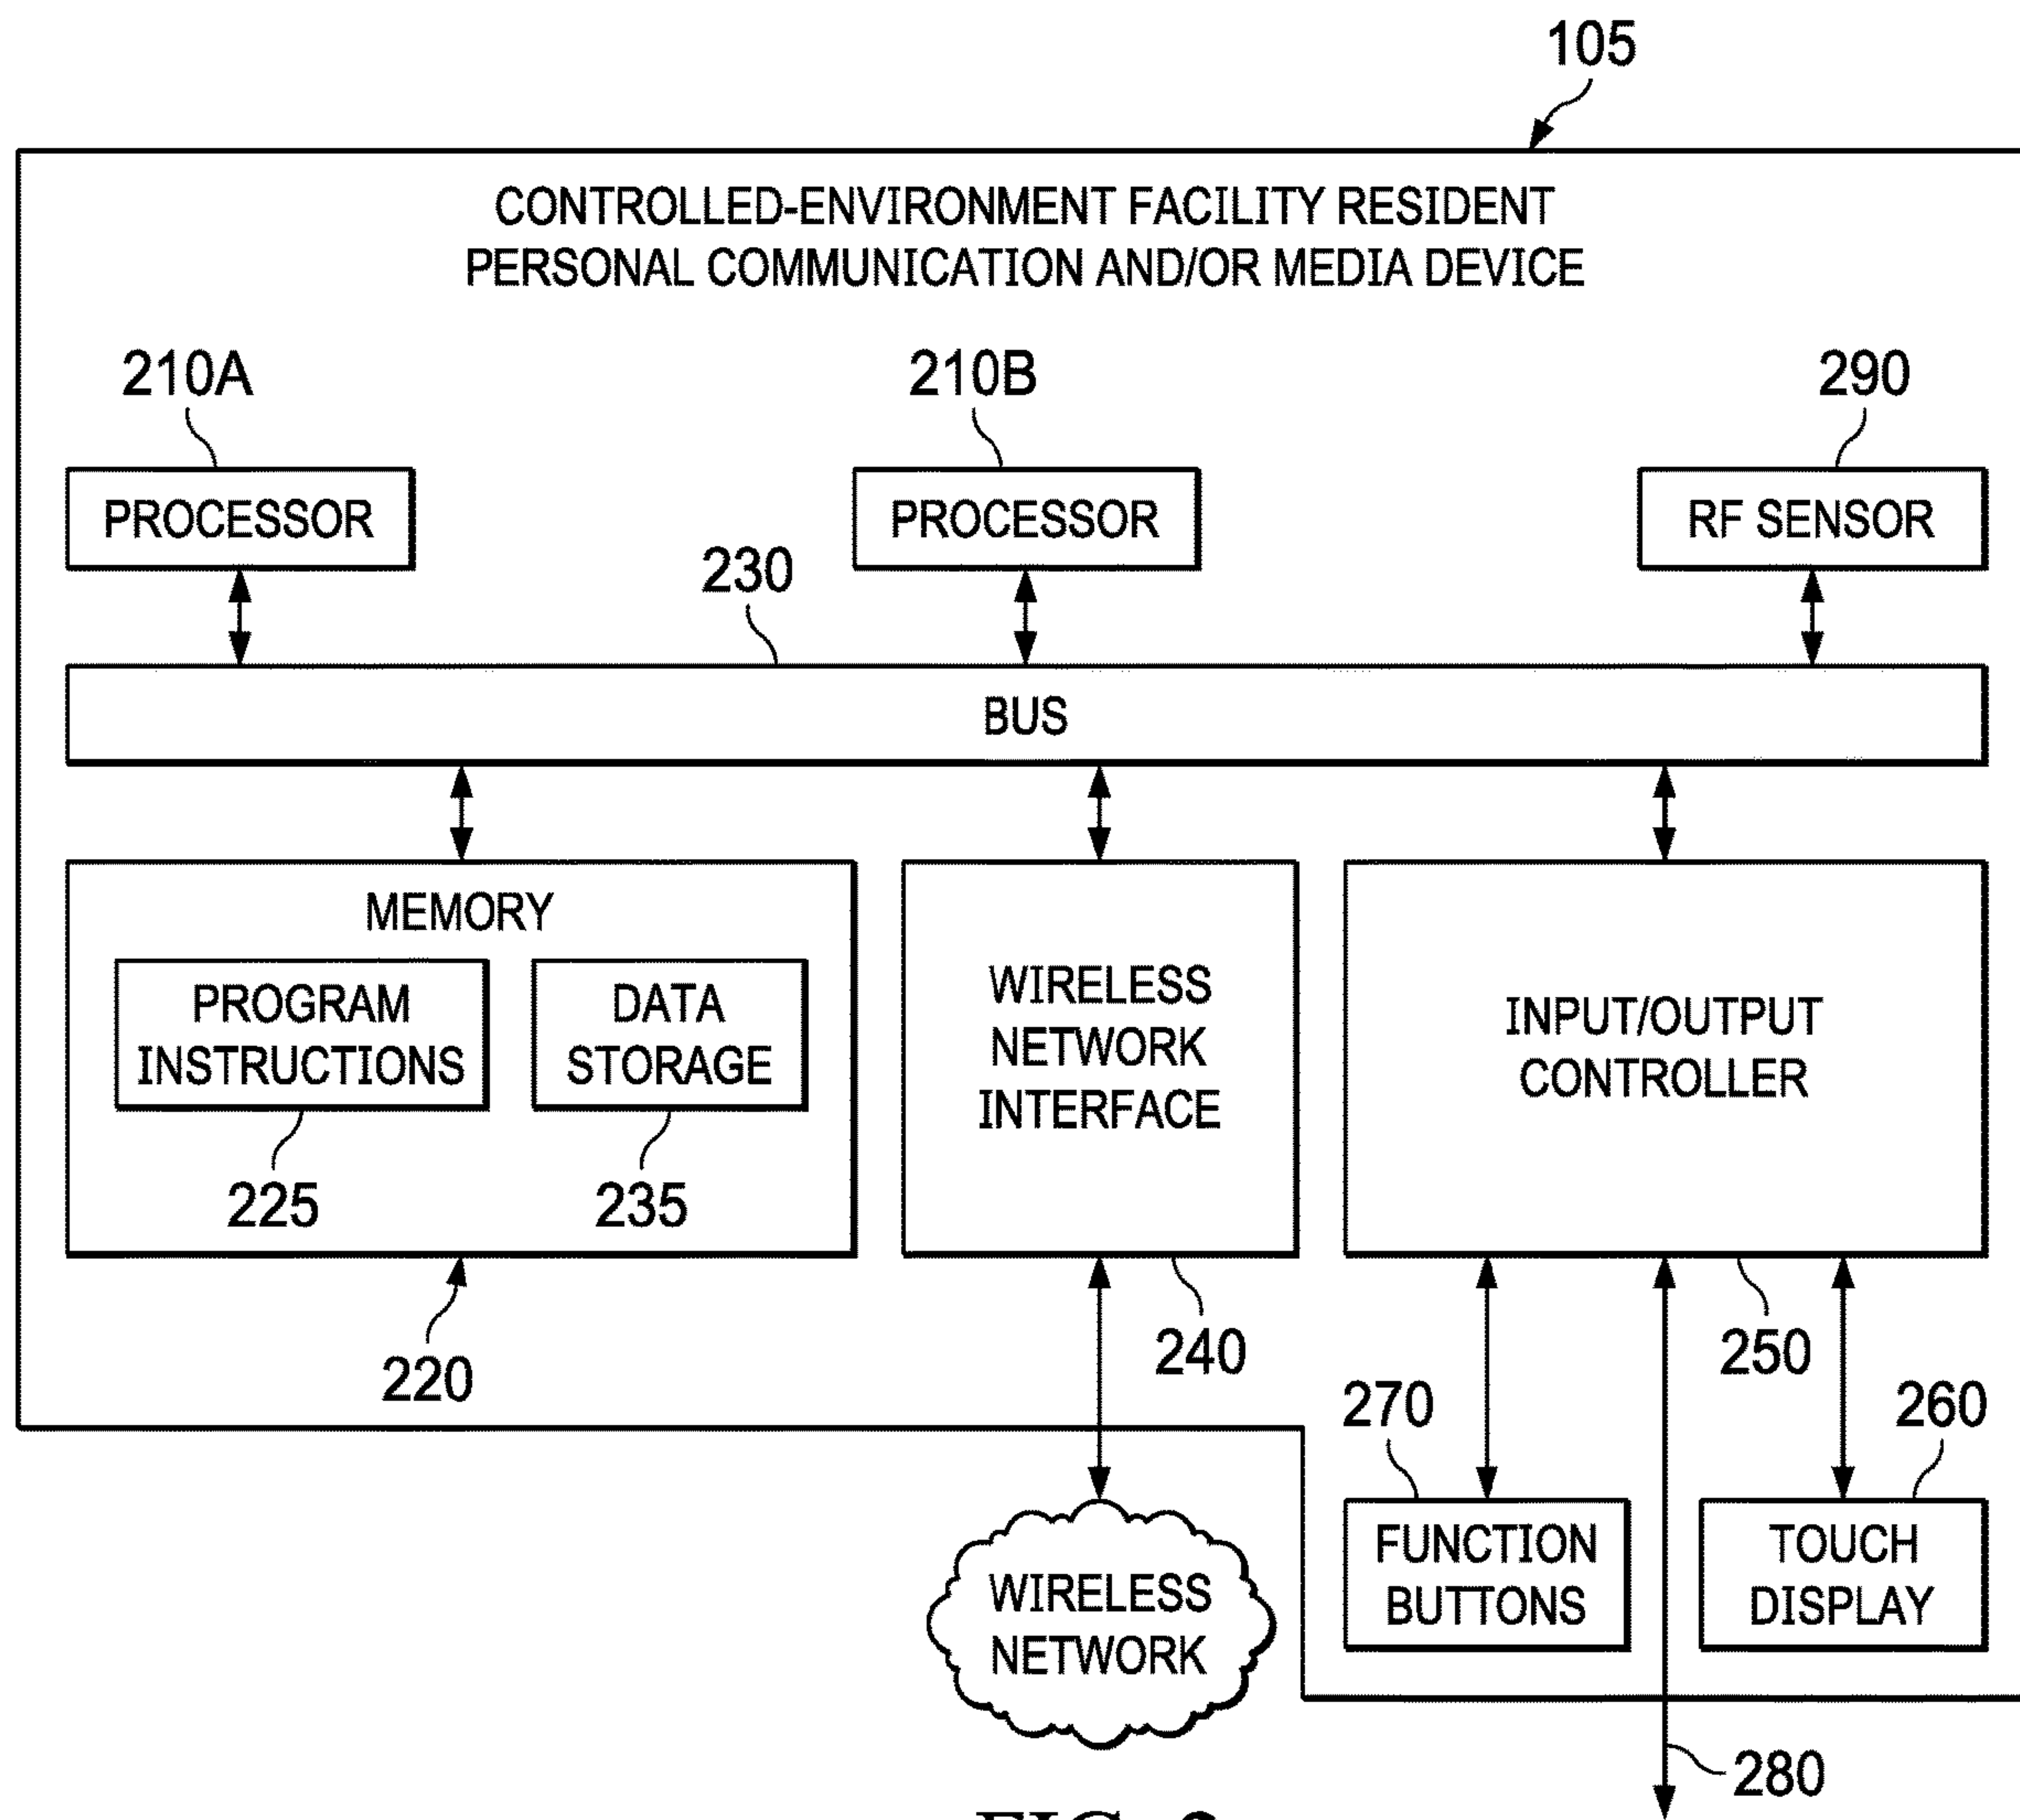 105
CONTROLLED-ENVIRONMENT FACILITY RESIDENT
PERSONAL COMMUNICATION AND/OR MEDIA DEVICE
210A
210B
290
PROCESSOR
PROCESSOR
RF SENSOR
230
BUS
MEMORY
PROGRAM
INSTRUCTIONS
225
DATA
STORAGE
235
220
WIRELESS
NETWORK
INTERFACE
240
INPUT/OUTPUT
CONTROLLER
250
270
260
FUNCTION
BUTTONS
TOUCH
DISPLAY
WIRELESS
NETWORK
280